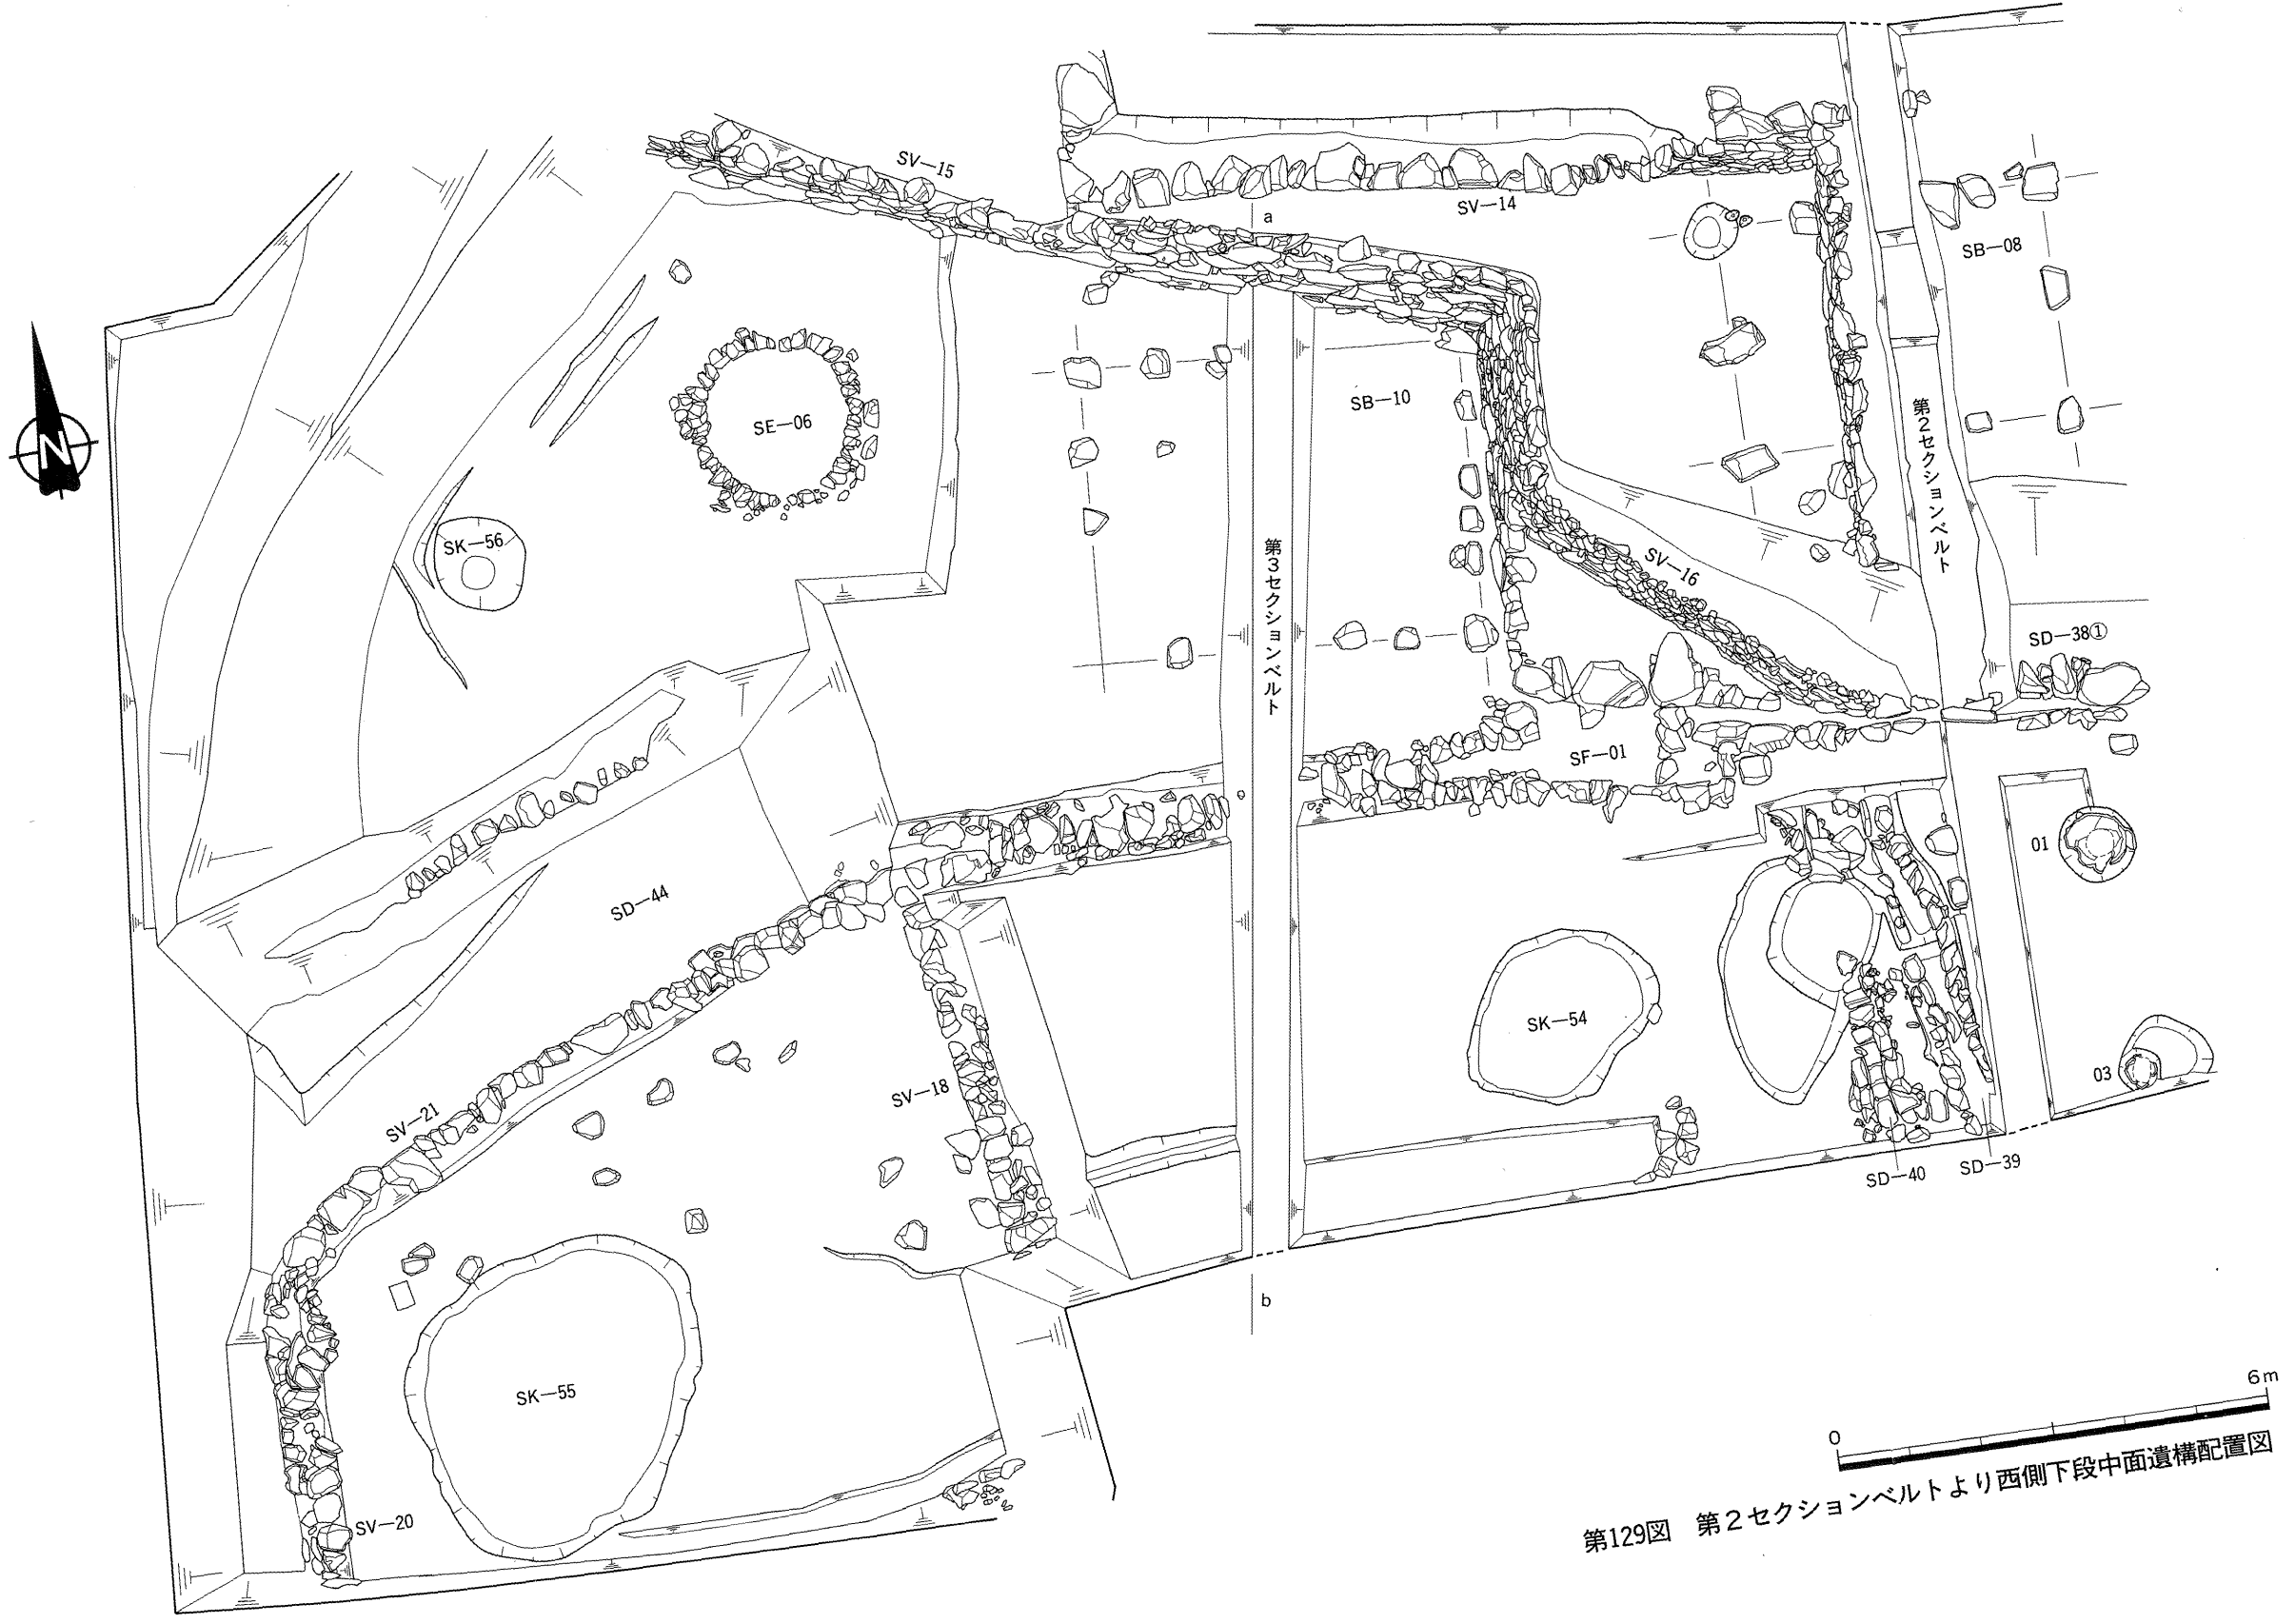 SV—15
a
SV—14
SB—08
N
SE—06
SB—10
第2セクションベルト
SK—56
第3セクションベルト
SV—16
SD—38①
SF—01
01
SD—44
SK—54
03
SV—18
SV—21
SD—40
SD—39
b
SK—55
SV—20
0
6m
第129図 第2セクションベルトより西側下段中面遺構配置図